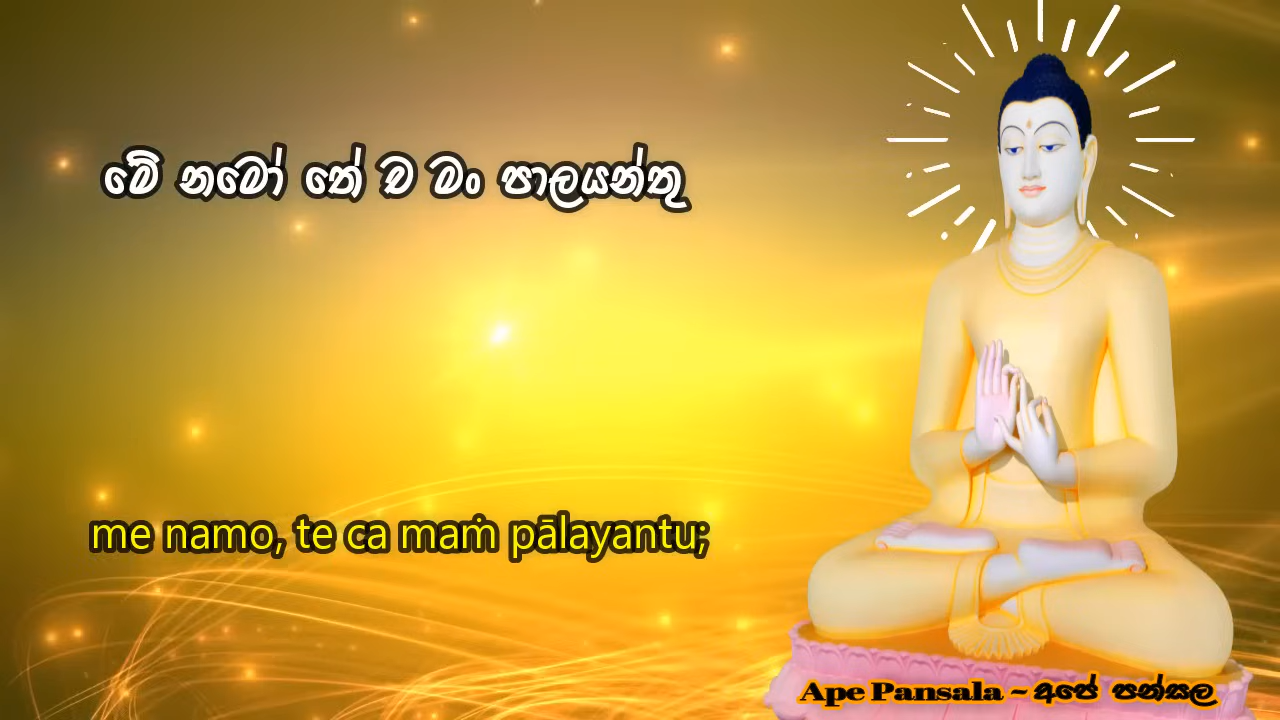 මේ නමෝ තේ ච මං පාලයන්තු
me namo, te ca maṁ pālayantu;
Ape Pansala ~ අපේ පන්සල